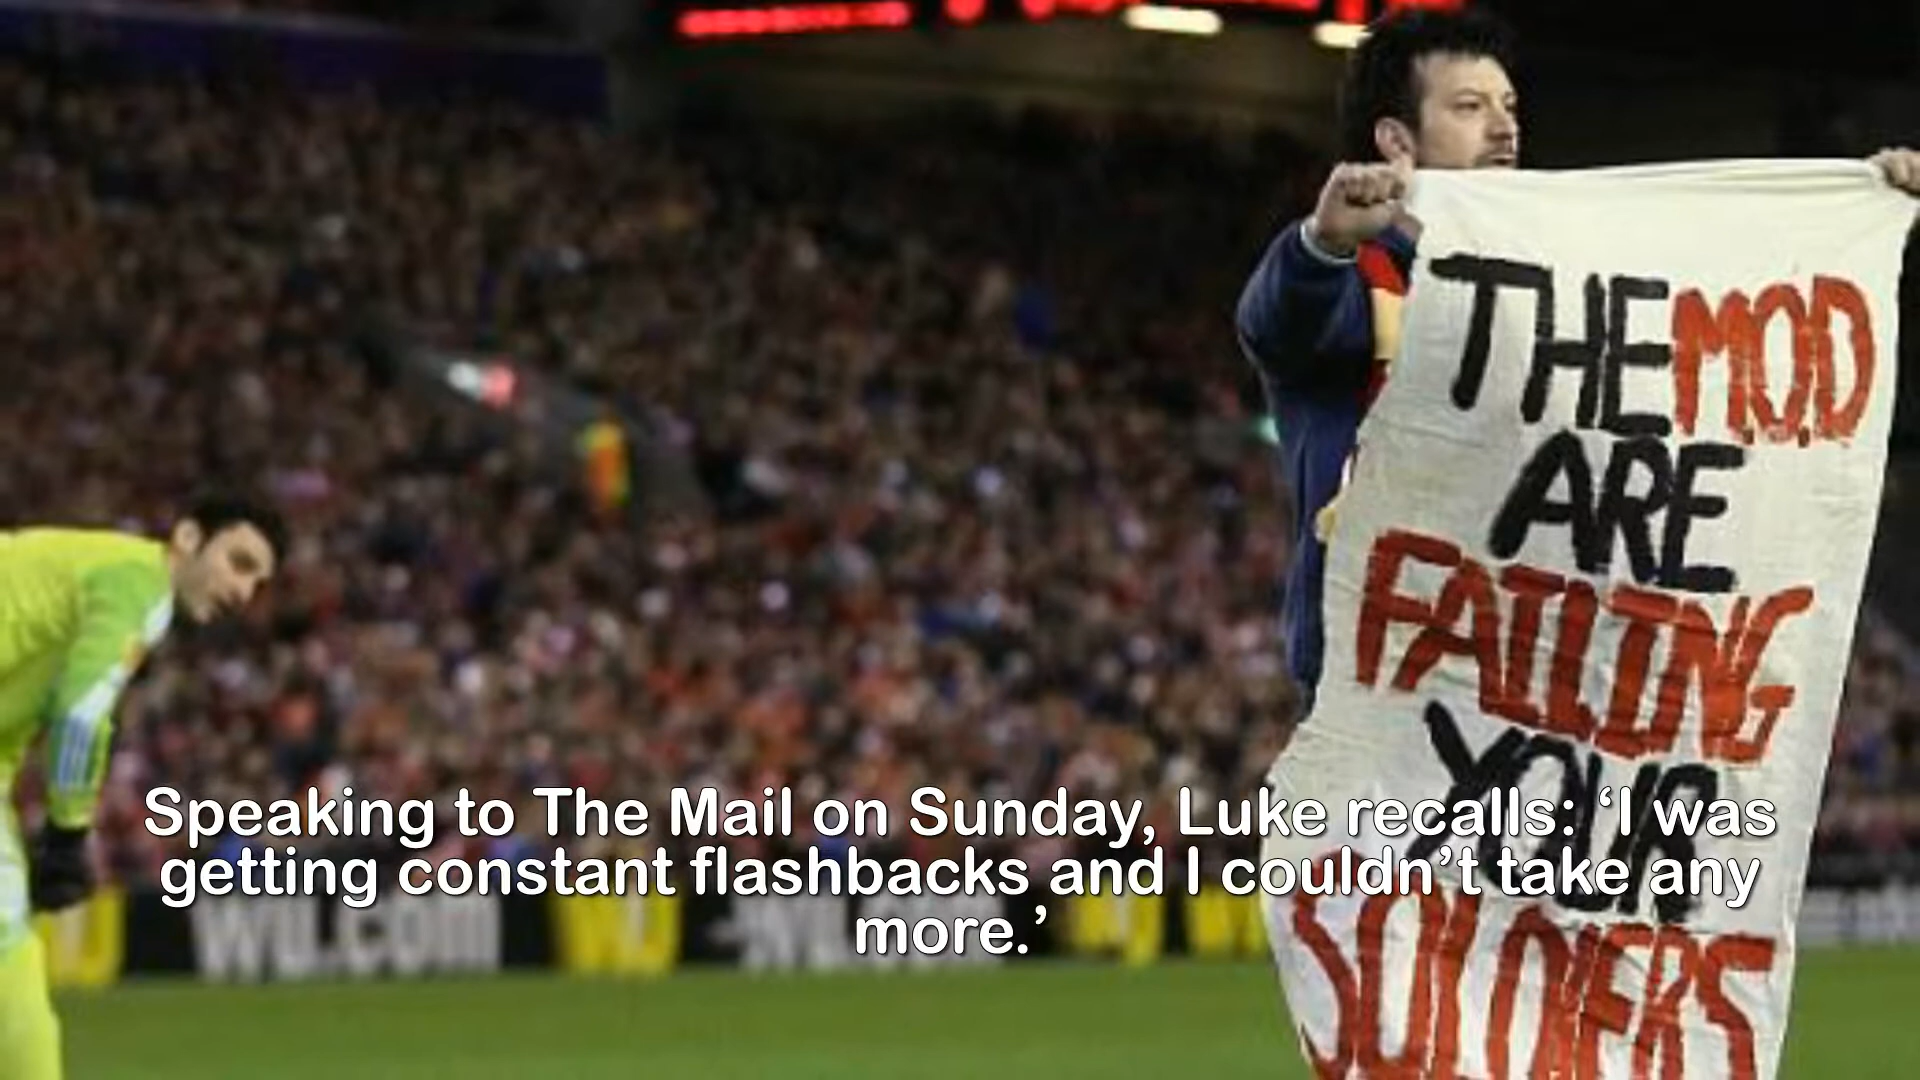 THE M.O.D
ARE
FAILING
YOUR
SOLDIERS
Speaking to The Mail on Sunday, Luke recalls: ‘I was
getting constant flashbacks and I couldn’t take any
more.’